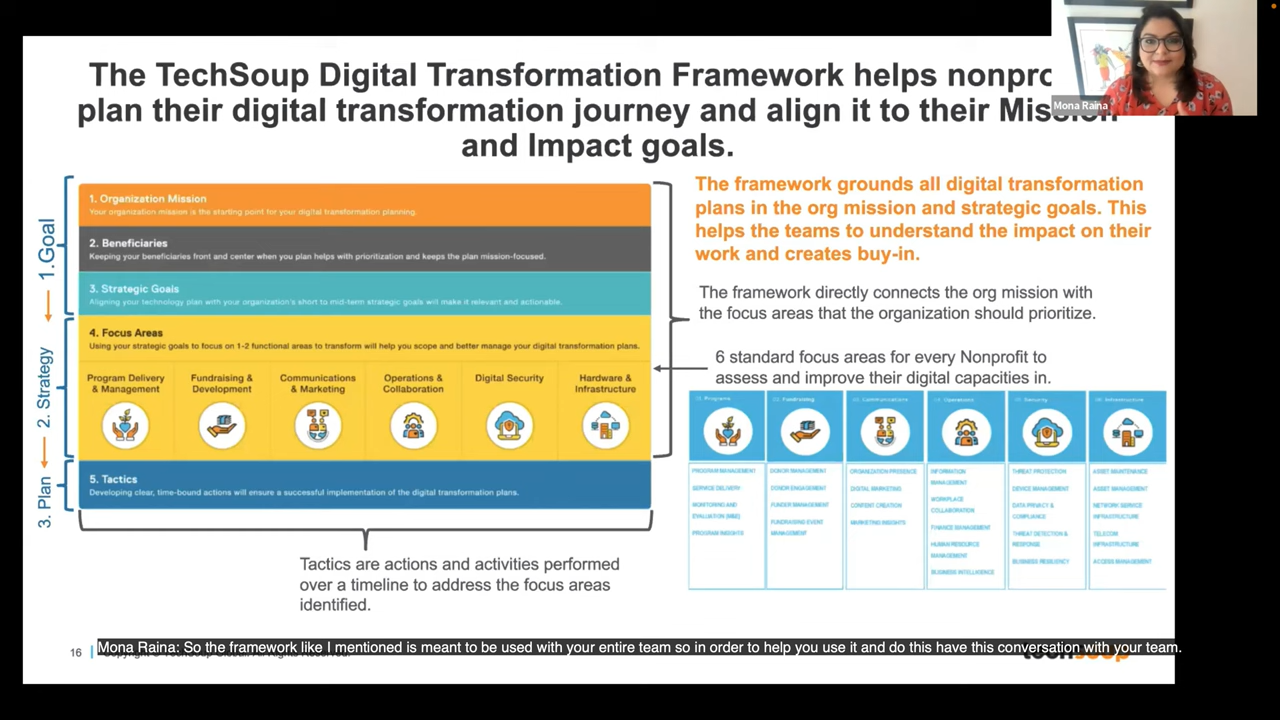 The TechSoup Digital Transformation Framework helps
plan their digital transformation journey and align it to their
and Impact goals.
Mona Raina
1.Goal
2. Strategy
3. Plan
1. Organization Mission
Your organization mission is the starting point for your digital transformation planning.
2. Beneficiaries
Keeping your beneficiaries front and center when you plan helps with prioritization and keeps the plan mission-focused.
3. Strategic Goals
Aligning your technology plan with your organization's short to mid-term strategic goals will make it relevant and actionable.
4. Focus Areas
Using your strategic goals to focus on 1-2 functional areas to transform will help you scope and better manage your digital transformation plans.
Program Delivery
& Management
Fundraising &
Development
Communications
& Marketing
Operations &
Collaboration
Digital Security
Hardware &
Infrastructure
5. Tactics
Developing clear, time-bound actions will ensure a successful implementation of the digital transformation plans.
Tactics are actions and activities performed
over a timeline to address the focus areas
identified.
The framework grounds all digital transformation
plans in the org mission and strategic goals. This
helps the teams to understand the impact on their
work and creates buy-in.
The framework directly connects the org mission with
the focus areas that the organization should prioritize.
6 standard focus areas for every Nonprofit to
assess and improve their digital capacities in.
01. Programs
02. Fundraising
03. Communications
04. Operations
05. Security
06. Infrastructure
PROGRAM MANAGEMENT
SERVICE DELIVERY
MONITORING AND
EVALUATION (M&E)
PROGRAM INSIGHTS
DONOR MANAGEMENT
DONOR ENGAGEMENT
FUNDER MANAGEMENT
FUNDRAISING EVENT
MANAGEMENT
ORGANIZATION PRESENCE
DIGITAL MARKETING
CONTENT CREATION
MARKETING INSIGHTS
INFORMATION
MANAGEMENT
WORKPLACE
COLLABORATION
FINANCE MANAGEMENT
HUMAN RESOURCE
MANAGEMENT
BUSINESS INTELLIGENCE
THREAT PROTECTION
DEVICE MANAGEMENT
DATA PRIVACY &
COMPLIANCE
THREAT DETECTION &
RESPONSE
BUSINESS RESILIENCY
ASSET MAINTENANCE
ASSET MANAGEMENT
NETWORK SERVICE
INFRASTRUCTURE
TELECOM
INFRASTRUCTURE
ACCESS MANAGEMENT
16
Mona Raina: So the framework like I mentioned is meant to be used with your entire team so in order to help you use it and do this have this conversation with your team.